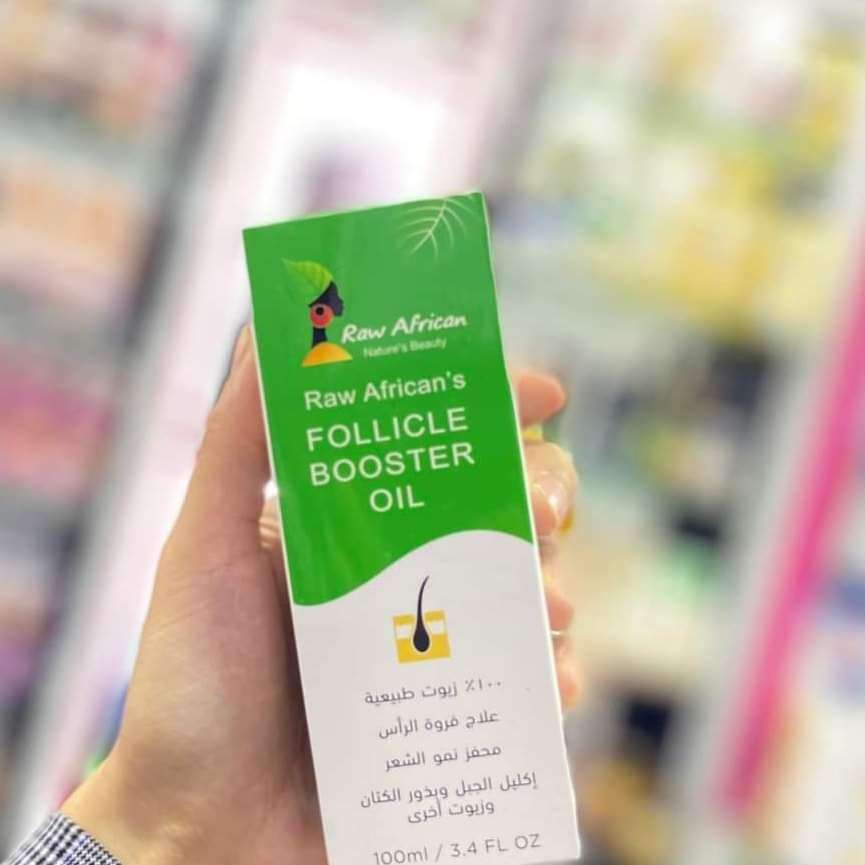 Raw African
Nature's Beauty
Raw African's
FOLLICLE
BOOSTER
OIL
١٠٠٪ زيوت طبيعية
علاج فروة الرأس
محفز نمو الشعر
إكليل الجبل وبذور الكتان
وزيوت أخرى
100ml / 3.4 FL OZ